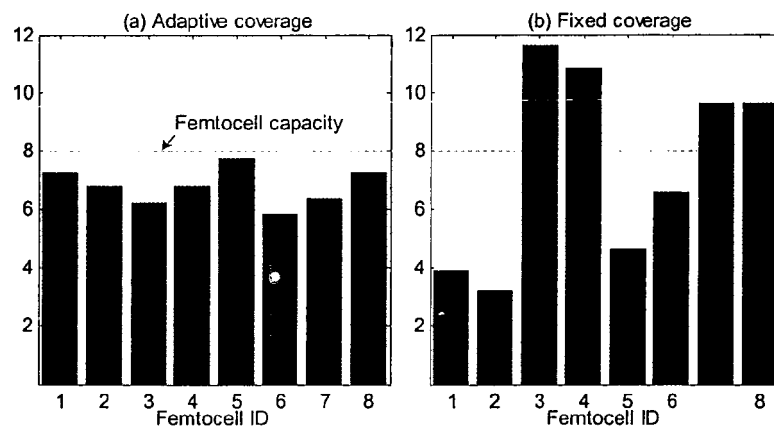 (a) Adaptive coverage
12
10
8
6
4
2
Femtocell capacity
1 2 3 4 5 6 7 8
Femtocell ID
(b) Fixed coverage
12
10
8
6
4
2
1 2 3 4 5 6 8
Femtocell ID